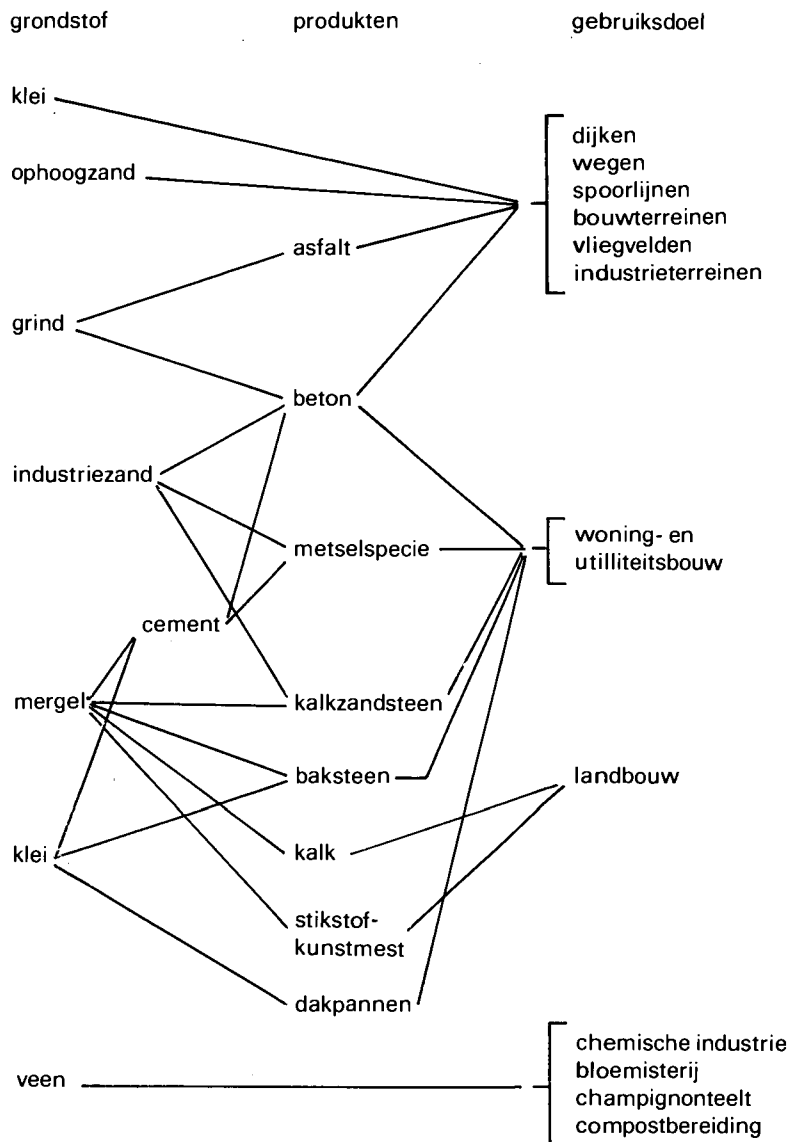 grondstof
produkten
gebruiksdoel
klei
ophoogzand
asfalt
grind
beton
industriezand
metselspecie
cement
mergel
kalkzandsteen
baksteen
klei
kalk
stikstof-
kunstmest
dakpannen
veen
dijken
wegen
spoorlijnen
bouwterreinen
vliegvelden
industrieterreinen
woning- en
utilliteitsbouw
landbouw
chemische industrie
bloemisterij
champignonteelt
compostbereiding